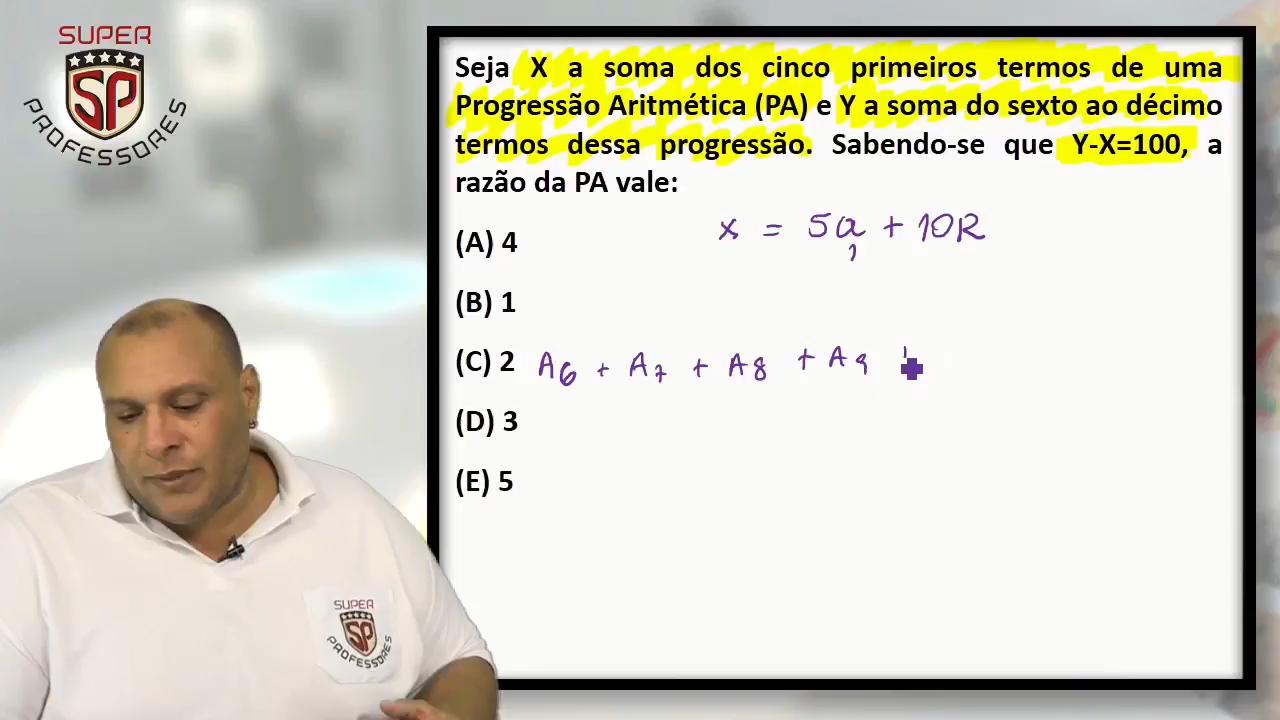 SUPER
SP
PROFESSORES
Seja X a soma dos cinco primeiros termos de uma
Progressão Aritmética (PA) e Y a soma do sexto ao décimo
termos dessa progressão. Sabendo-se que Y-X=100, a
razão da PA vale:
(A) 4
x = 5a₁ + 10R
(B) 1
(C) 2
A6 + A7 + A8 + A9
(D) 3
(E) 5
SUPER
SP
PROFESSORES